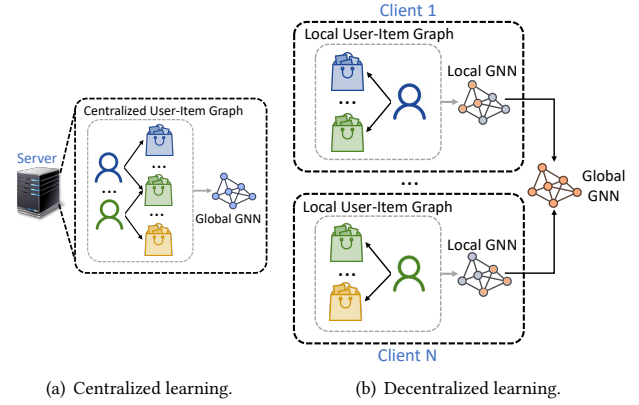 Client 1
Local User-Item Graph
Local GNN
...
Centralized User-Item Graph
Server
...
...
Global GNN
(a) Centralized learning.
...
Global
GNN
Local User-Item Graph
Local GNN
...
Client N
(b) Decentralized learning.